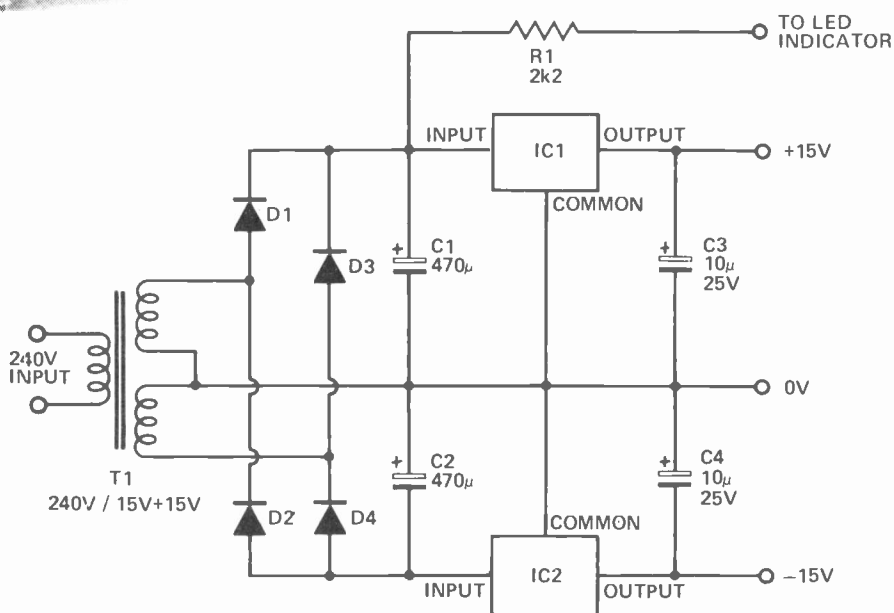 TO LED
INDICATOR
R1
2k2
INPUT
IC1
OUTPUT
+15V
COMMON
D1
D3
+
C1
470μ
+
C3
10μ
25V
240V
INPUT
0V
T1
240V / 15V+15V
+
C2
470μ
+
C4
10μ
25V
D2
D4
COMMON
INPUT
IC2
OUTPUT
–15V